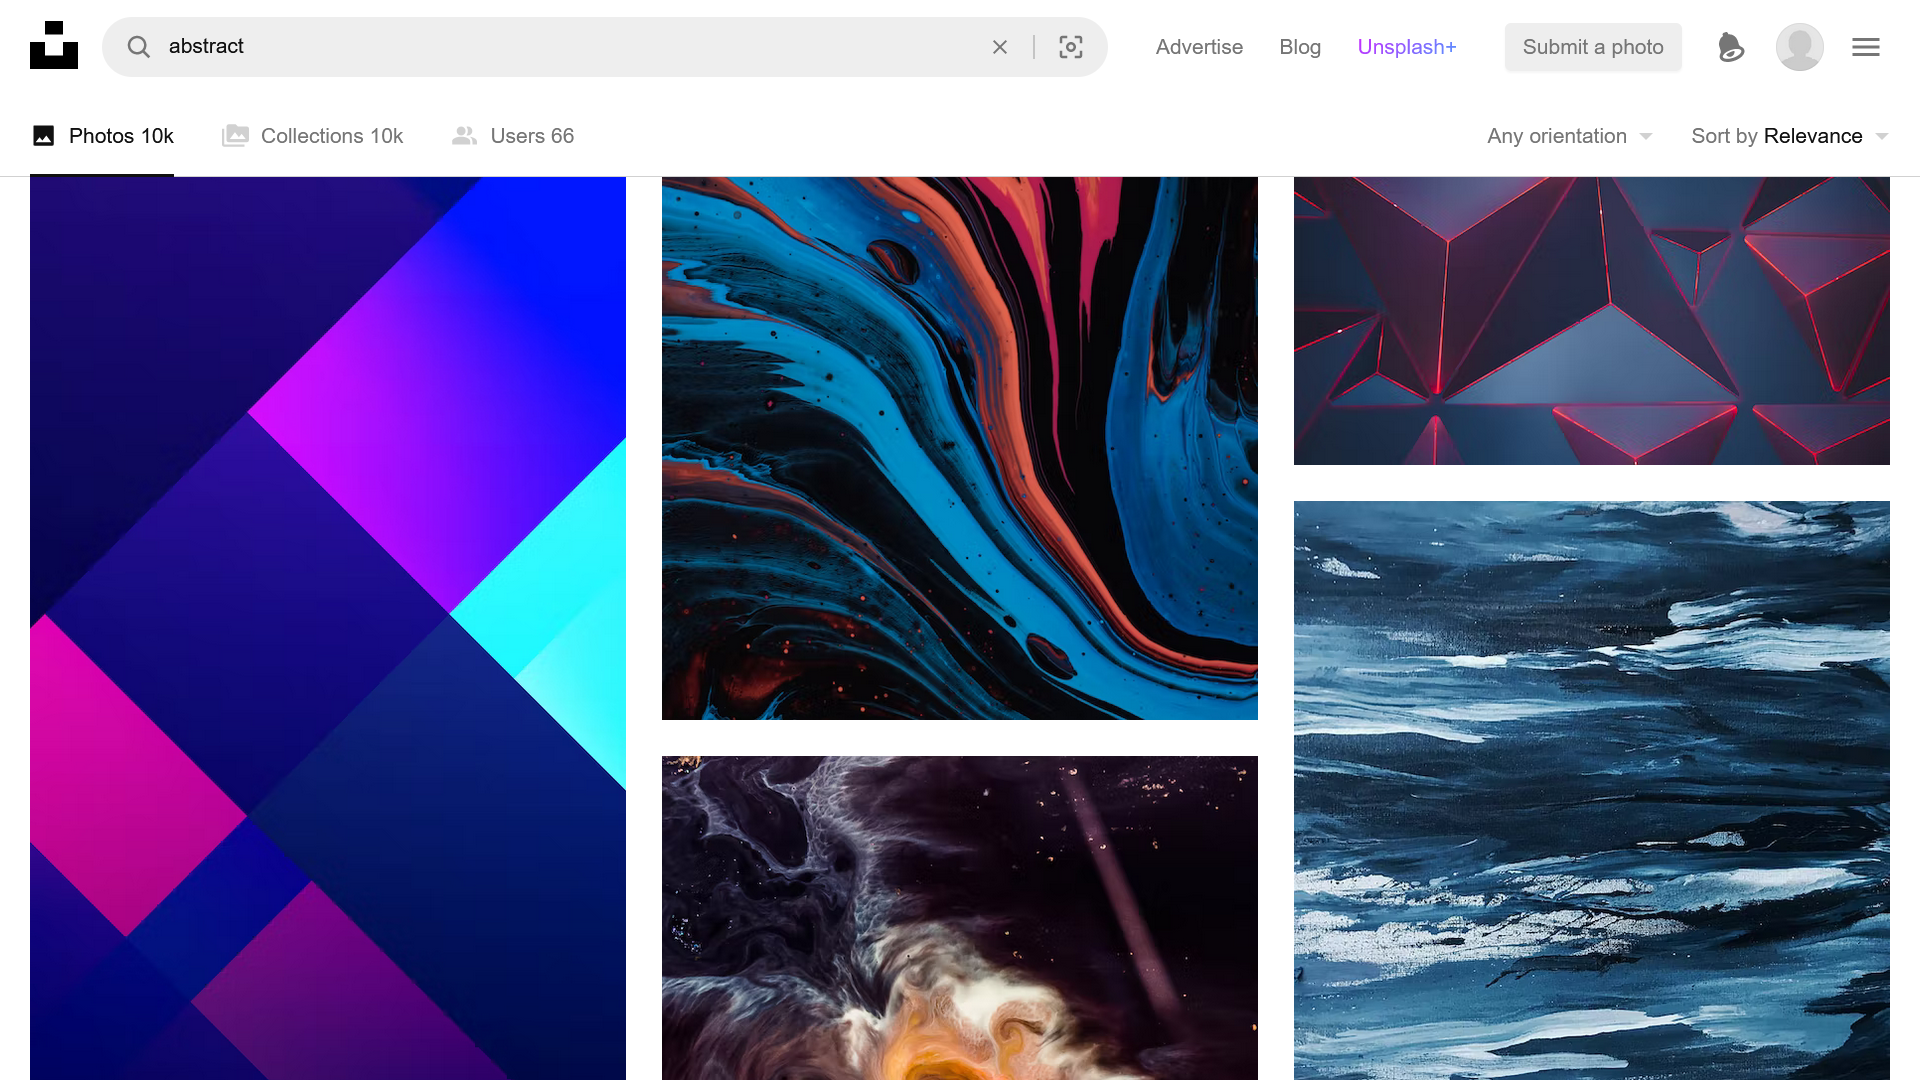 abstract
Advertise
Blog
Unsplash+
Submit a photo
Photos 10k
Collections 10k
Users 66
Any orientation
Sort by Relevance